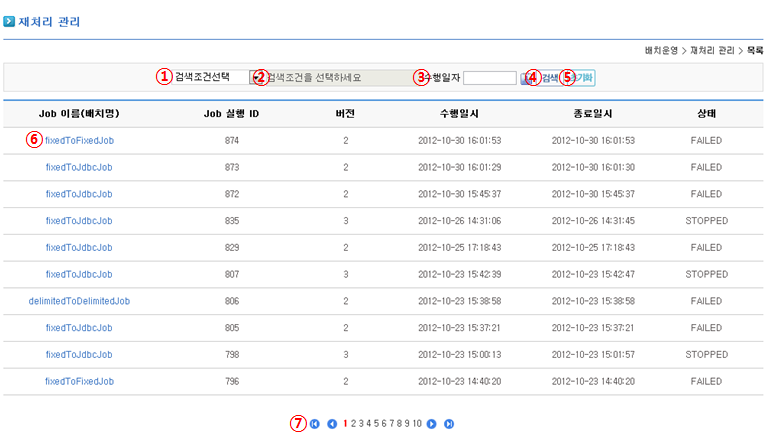 재처리 관리
배치운영 > 재처리 관리 > 목록
① 검색조건선택 ② 검색조건을 선택하세요 ③ 수행일자 ④ 검색 ⑤ 초기화
Job 이름(배치명) Job 실행 ID 버전 수행일시 종료일시 상태
⑥ fixedToFixedJob 874 2 2012-10-30 16:01:53 2012-10-30 16:01:53 FAILED
fixedToJdbcJob 873 2 2012-10-30 16:01:29 2012-10-30 16:01:30 FAILED
fixedToJdbcJob 872 2 2012-10-30 15:45:37 2012-10-30 15:45:37 FAILED
fixedToJdbcJob 835 3 2012-10-26 14:31:06 2012-10-26 14:31:45 STOPPED
fixedToJdbcJob 829 2 2012-10-25 17:18:43 2012-10-25 17:18:43 FAILED
fixedToJdbcJob 807 3 2012-10-23 15:42:39 2012-10-23 15:42:47 STOPPED
delimitedToDelimitedJob 806 2 2012-10-23 15:38:58 2012-10-23 15:38:58 FAILED
fixedToJdbcJob 805 2 2012-10-23 15:37:21 2012-10-23 15:37:21 FAILED
fixedToJdbcJob 798 3 2012-10-23 15:00:13 2012-10-23 15:01:57 STOPPED
fixedToFixedJob 796 2 2012-10-23 14:40:20 2012-10-23 14:40:20 FAILED
⑦ 1 2 3 4 5 6 7 8 9 10